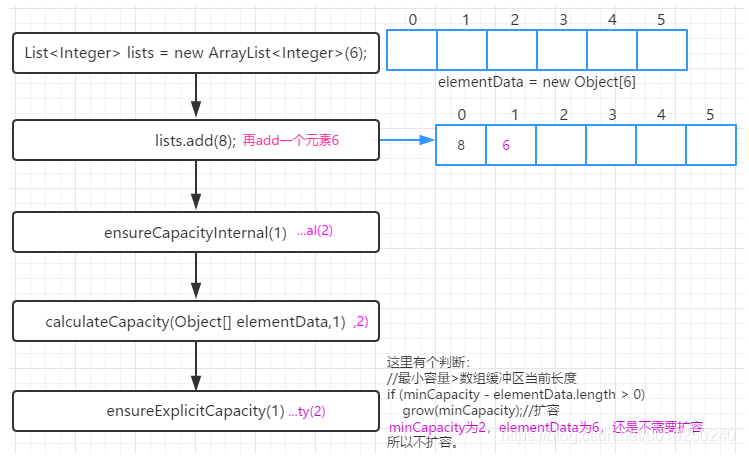 List<Integer> lists = new ArrayList<Integer>(6);
0 1 2 3 4 5
elementData = new Object[6]
lists.add(8); 再add一个元素6
0 1 2 3 4 5
8 6
ensureCapacityInternal(1) ...al(2)
calculateCapacity(Object[] elementData,1) ,2)
ensureExplicitCapacity(1) ...ty(2)
这里有个判断：
//最小容量>数组缓冲区当前长度
if (minCapacity - elementData.length > 0)
grow(minCapacity);//扩容
minCapacity为2，elementData为6，还是不需要扩容
所以不扩容。